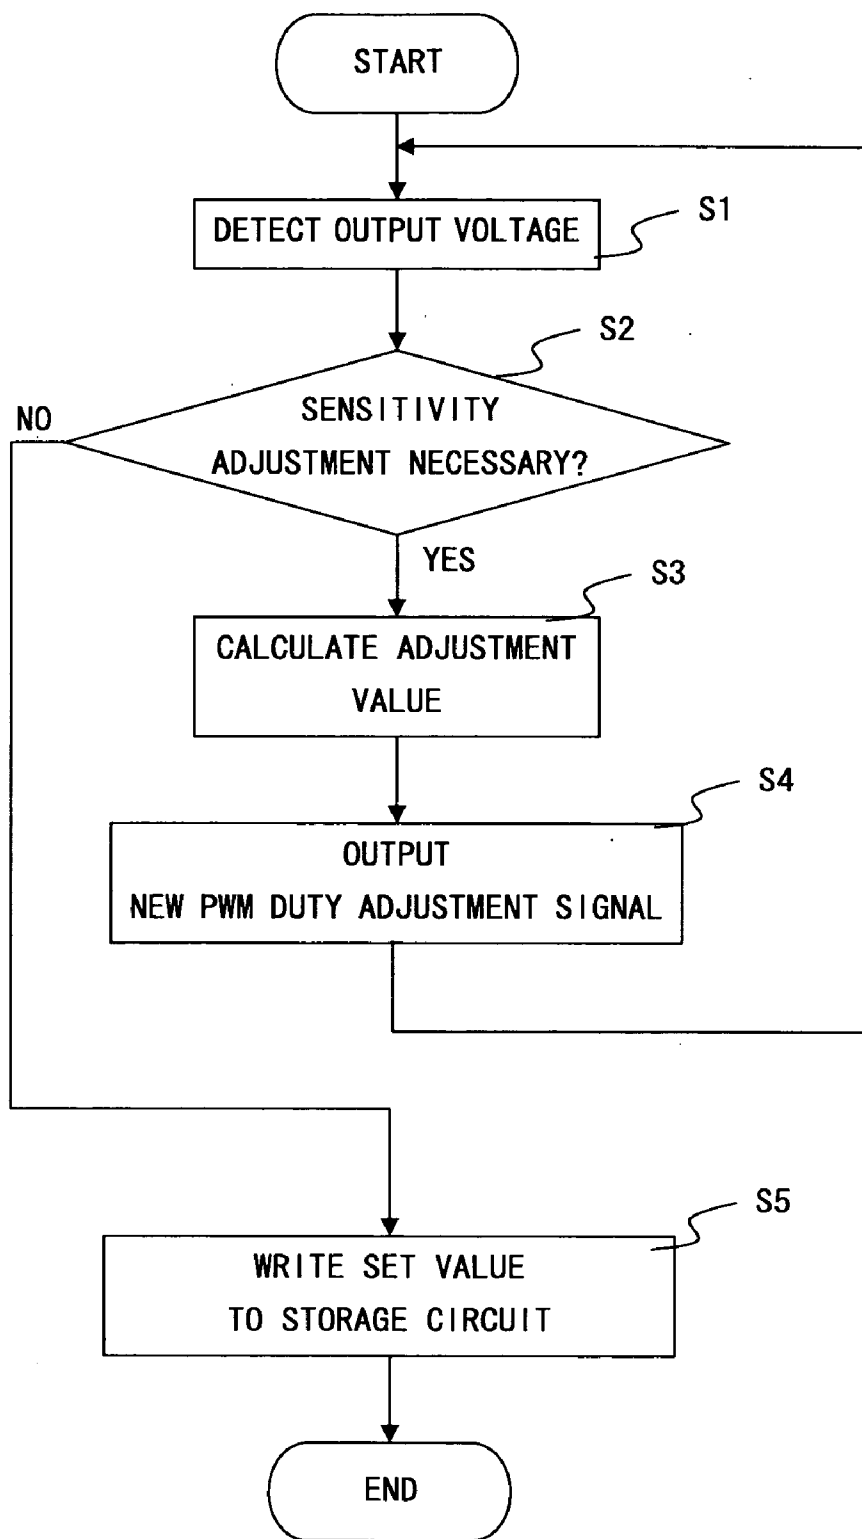 START
DETECT OUTPUT VOLTAGE
S1
S2
SENSITIVITY
ADJUSTMENT NECESSARY?
NO
YES
S3
CALCULATE ADJUSTMENT
VALUE
S4
OUTPUT
NEW PWM DUTY ADJUSTMENT SIGNAL
S5
WRITE SET VALUE
TO STORAGE CIRCUIT
END